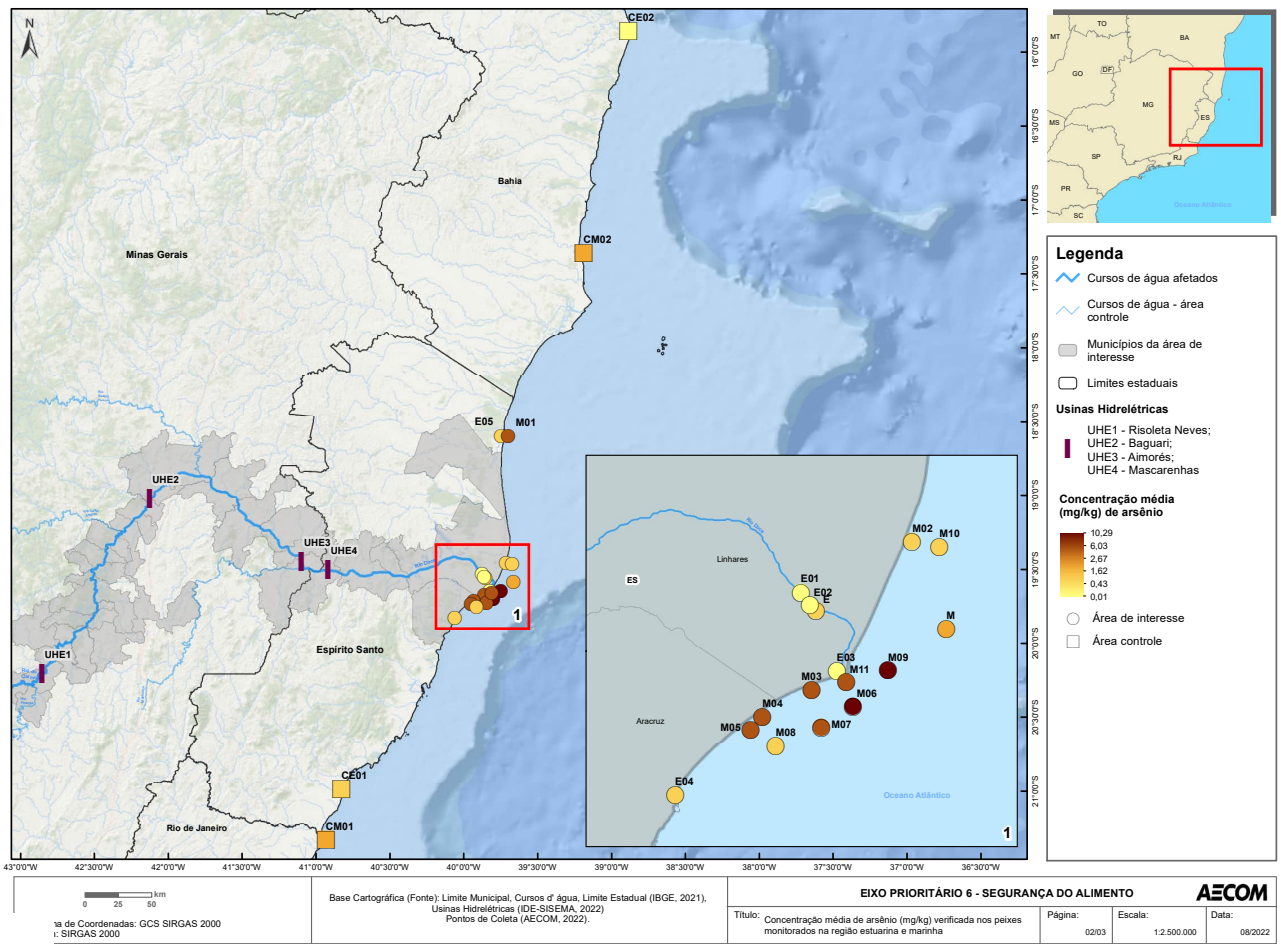 N
CE02
Bahia
CM02
Minas Gerais
E05
M01
UHE2
UHE3
UHE4
Rio Doce
1
Espírito Santo
UHE1
CE01
Rio de Janeiro
CM01
Rio Doce
Linhares
ES
E01
E02
E
M02
M10
M
E03
M11
M09
M03
M06
M04
M05
M07
M08
Aracruz
E04
Oceano Atlântico
1
16°0'0"S
16°30'0"S
17°0'0"S
17°30'0"S
18°0'0"S
18°30'0"S
19°0'0"S
19°30'0"S
20°0'0"S
20°30'0"S
21°0'0"S
43°0'0"W
42°30'0"W
42°0'0"W
41°30'0"W
41°0'0"W
40°30'0"W
40°0'0"W
39°30'0"W
39°0'0"W
38°30'0"W
38°0'0"W
37°30'0"W
37°0'0"W
36°30'0"W
TO
MT
BA
GO
DF
MG
MS
ES
SP
RJ
PR
SC
Oceano Atlântico
Legenda
Cursos de água afetados
Cursos de água - área
controle
Municípios da área de
interesse
Limites estaduais
Usinas Hidrelétricas
UHE1 - Risoleta Neves;
UHE2 - Baguari;
UHE3 - Aimorés;
UHE4 - Mascarenhas
Concentração média
(mg/kg) de arsênio
10,29
6,03
2,67
1,62
0,43
0,01
Área de interesse
Área controle
km
0 25 50
na de Coordenadas: GCS SIRGAS 2000
: SIRGAS 2000
Base Cartográfica (Fonte): Limite Municipal, Cursos d' água, Limite Estadual (IBGE, 2021),
Usinas Hidrelétricas (IDE-SISEMA, 2022)
Pontos de Coleta (AECOM, 2022).
EIXO PRIORITÁRIO 6 - SEGURANÇA DO ALIMENTO
AECOM
Título:
Concentração média de arsênio (mg/kg) verificada nos peixes
monitorados na região estuarina e marinha
Página:
02/03
Escala:
1:2.500.000
Data:
08/2022